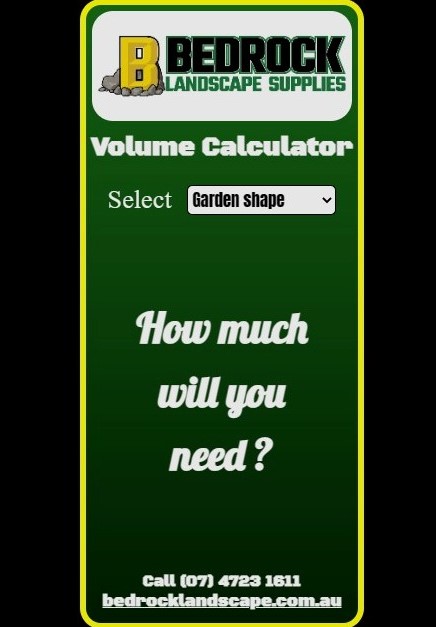 BEDROCK
LANDSCAPE SUPPLIES
Volume Calculator
Select Garden shape
How much
will you
need ?
Call (07) 4723 1611
bedrocklandscape.com.au